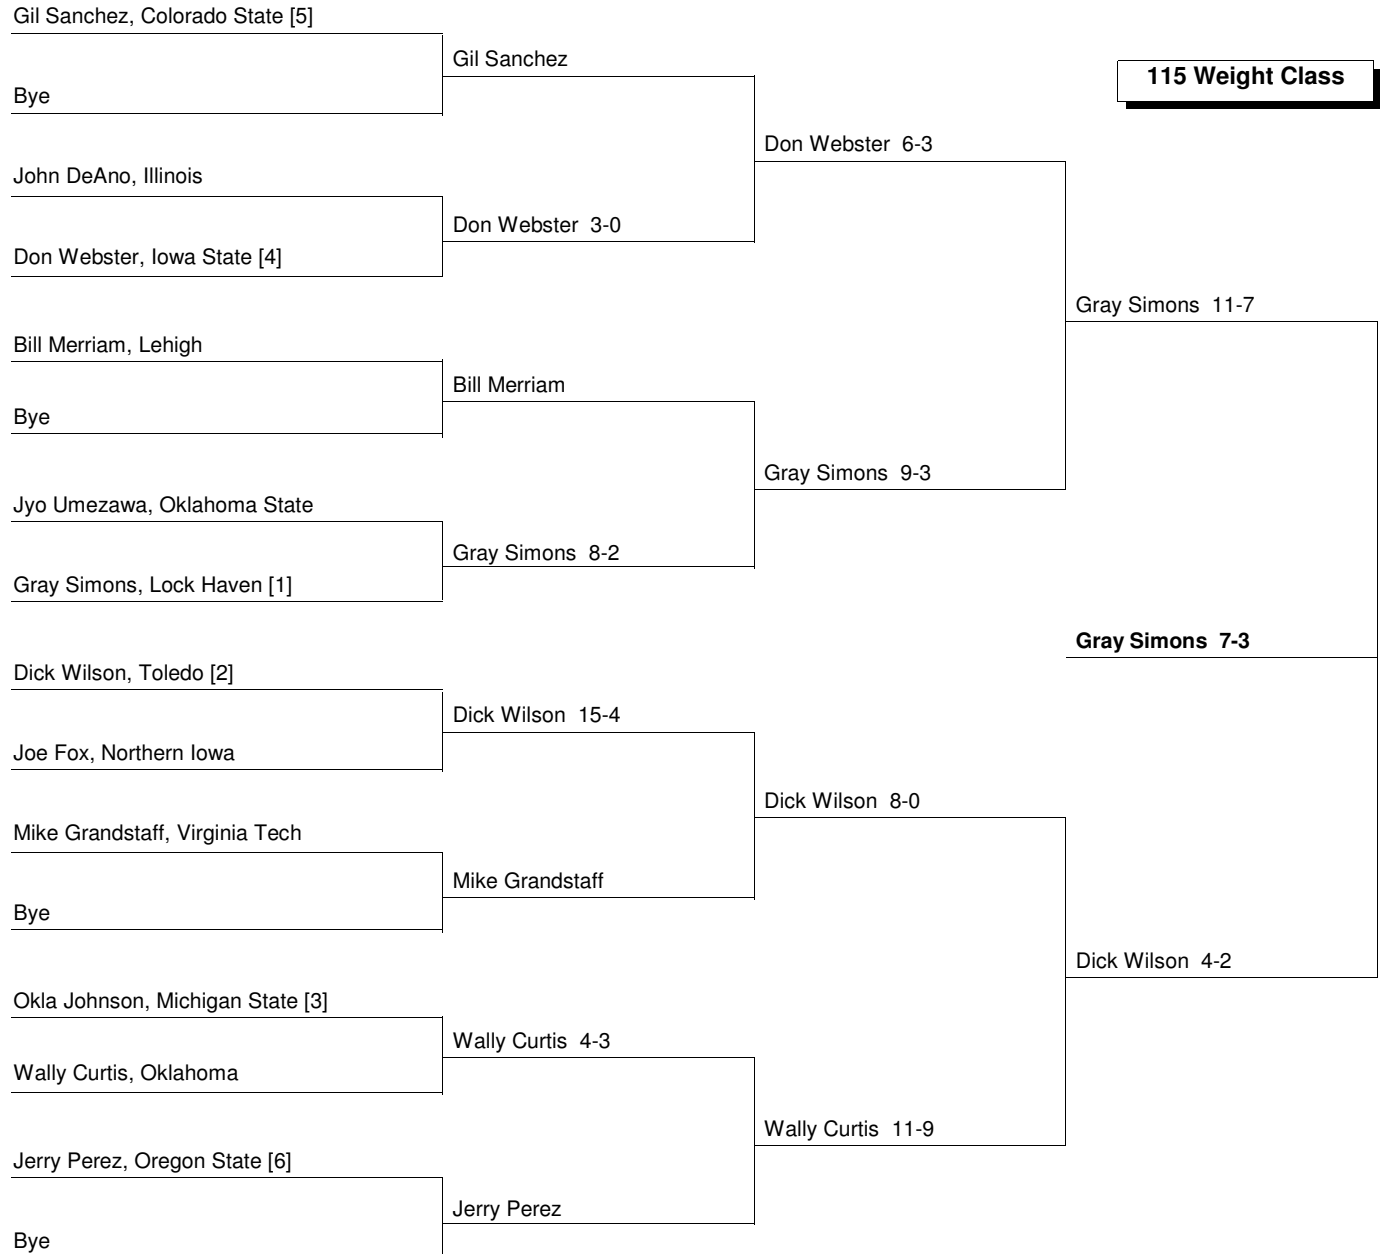 Gil Sanchez, Colorado State [5]
Gil Sanchez
115 Weight Class
Bye
Don Webster 6-3
John DeAno, Illinois
Don Webster 3-0
Don Webster, Iowa State [4]
Gray Simons 11-7
Bill Merriam, Lehigh
Bill Merriam
Bye
Gray Simons 9-3
Jyo Umezawa, Oklahoma State
Gray Simons 8-2
Gray Simons, Lock Haven [1]
Gray Simons 7-3
Dick Wilson, Toledo [2]
Dick Wilson 15-4
Joe Fox, Northern Iowa
Dick Wilson 8-0
Mike Grandstaff, Virginia Tech
Mike Grandstaff
Bye
Dick Wilson 4-2
Okla Johnson, Michigan State [3]
Wally Curtis 4-3
Wally Curtis, Oklahoma
Wally Curtis 11-9
Jerry Perez, Oregon State [6]
Jerry Perez
Bye